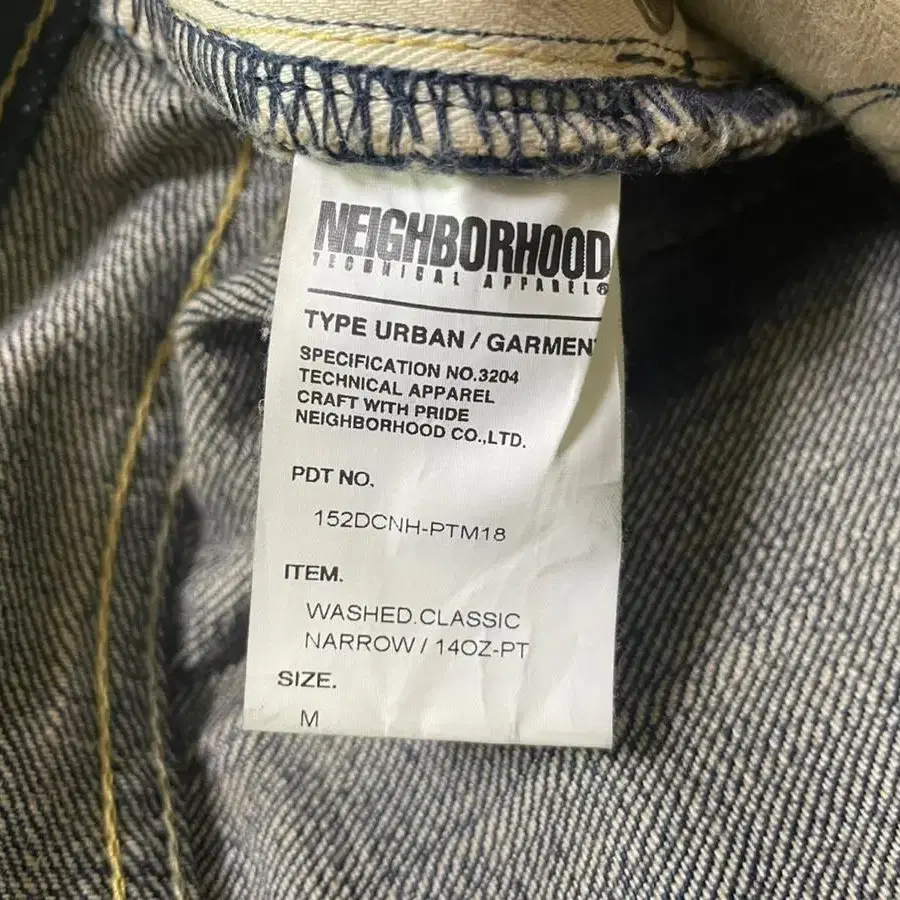 NEIGHBORHOOD
TECHNICAL APPAREL®
TYPE URBAN / GARMENT
SPECIFICATION NO.3204
TECHNICAL APPAREL
CRAFT WITH PRIDE
NEIGHBORHOOD CO.,LTD.
PDT NO.
152DCNH-PTM18
ITEM.
WASHED.CLASSIC
NARROW / 14OZ-PT
SIZE.
M